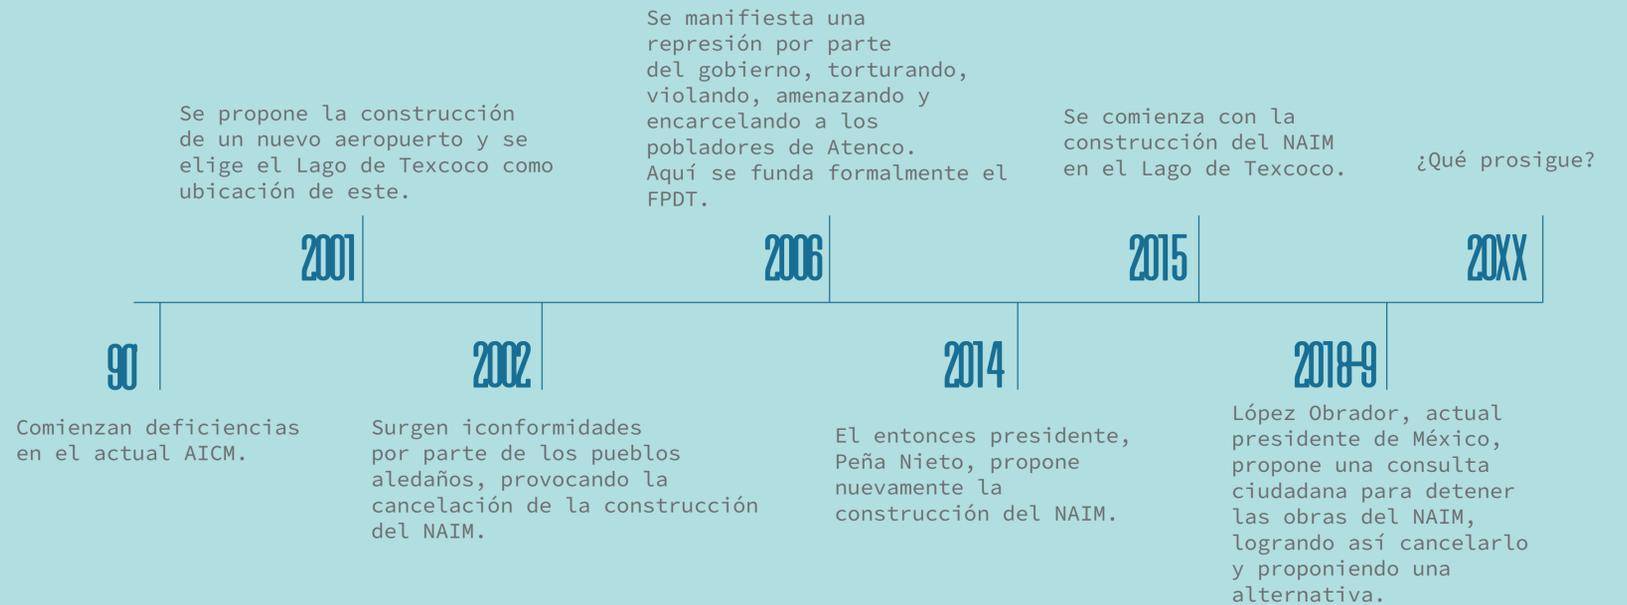 90'
Comienzan deficiencias
en el actual AICM.
2001
Se propone la construcción
de un nuevo aeropuerto y se
elige el Lago de Texcoco como
ubicación de este.
2002
Surgen iconformidades
por parte de los pueblos
aledaños, provocando la
cancelación de la construcción
del NAIM.
2006
Se manifiesta una
represión por parte
del gobierno, torturando,
violando, amenazando y
encarcelando a los
pobladores de Atenco.
Aquí se funda formalmente el
FPDT.
2014
El entonces presidente,
Peña Nieto, propone
nuevamente la
construcción del NAIM.
2015
Se comienza con la
construcción del NAIM
en el Lago de Texcoco.
2018-9
López Obrador, actual
presidente de México,
propone una consulta
ciudadana para detener
las obras del NAIM,
logrando así cancelarlo
y proponiendo una
alternativa.
20XX
¿Qué prosigue?